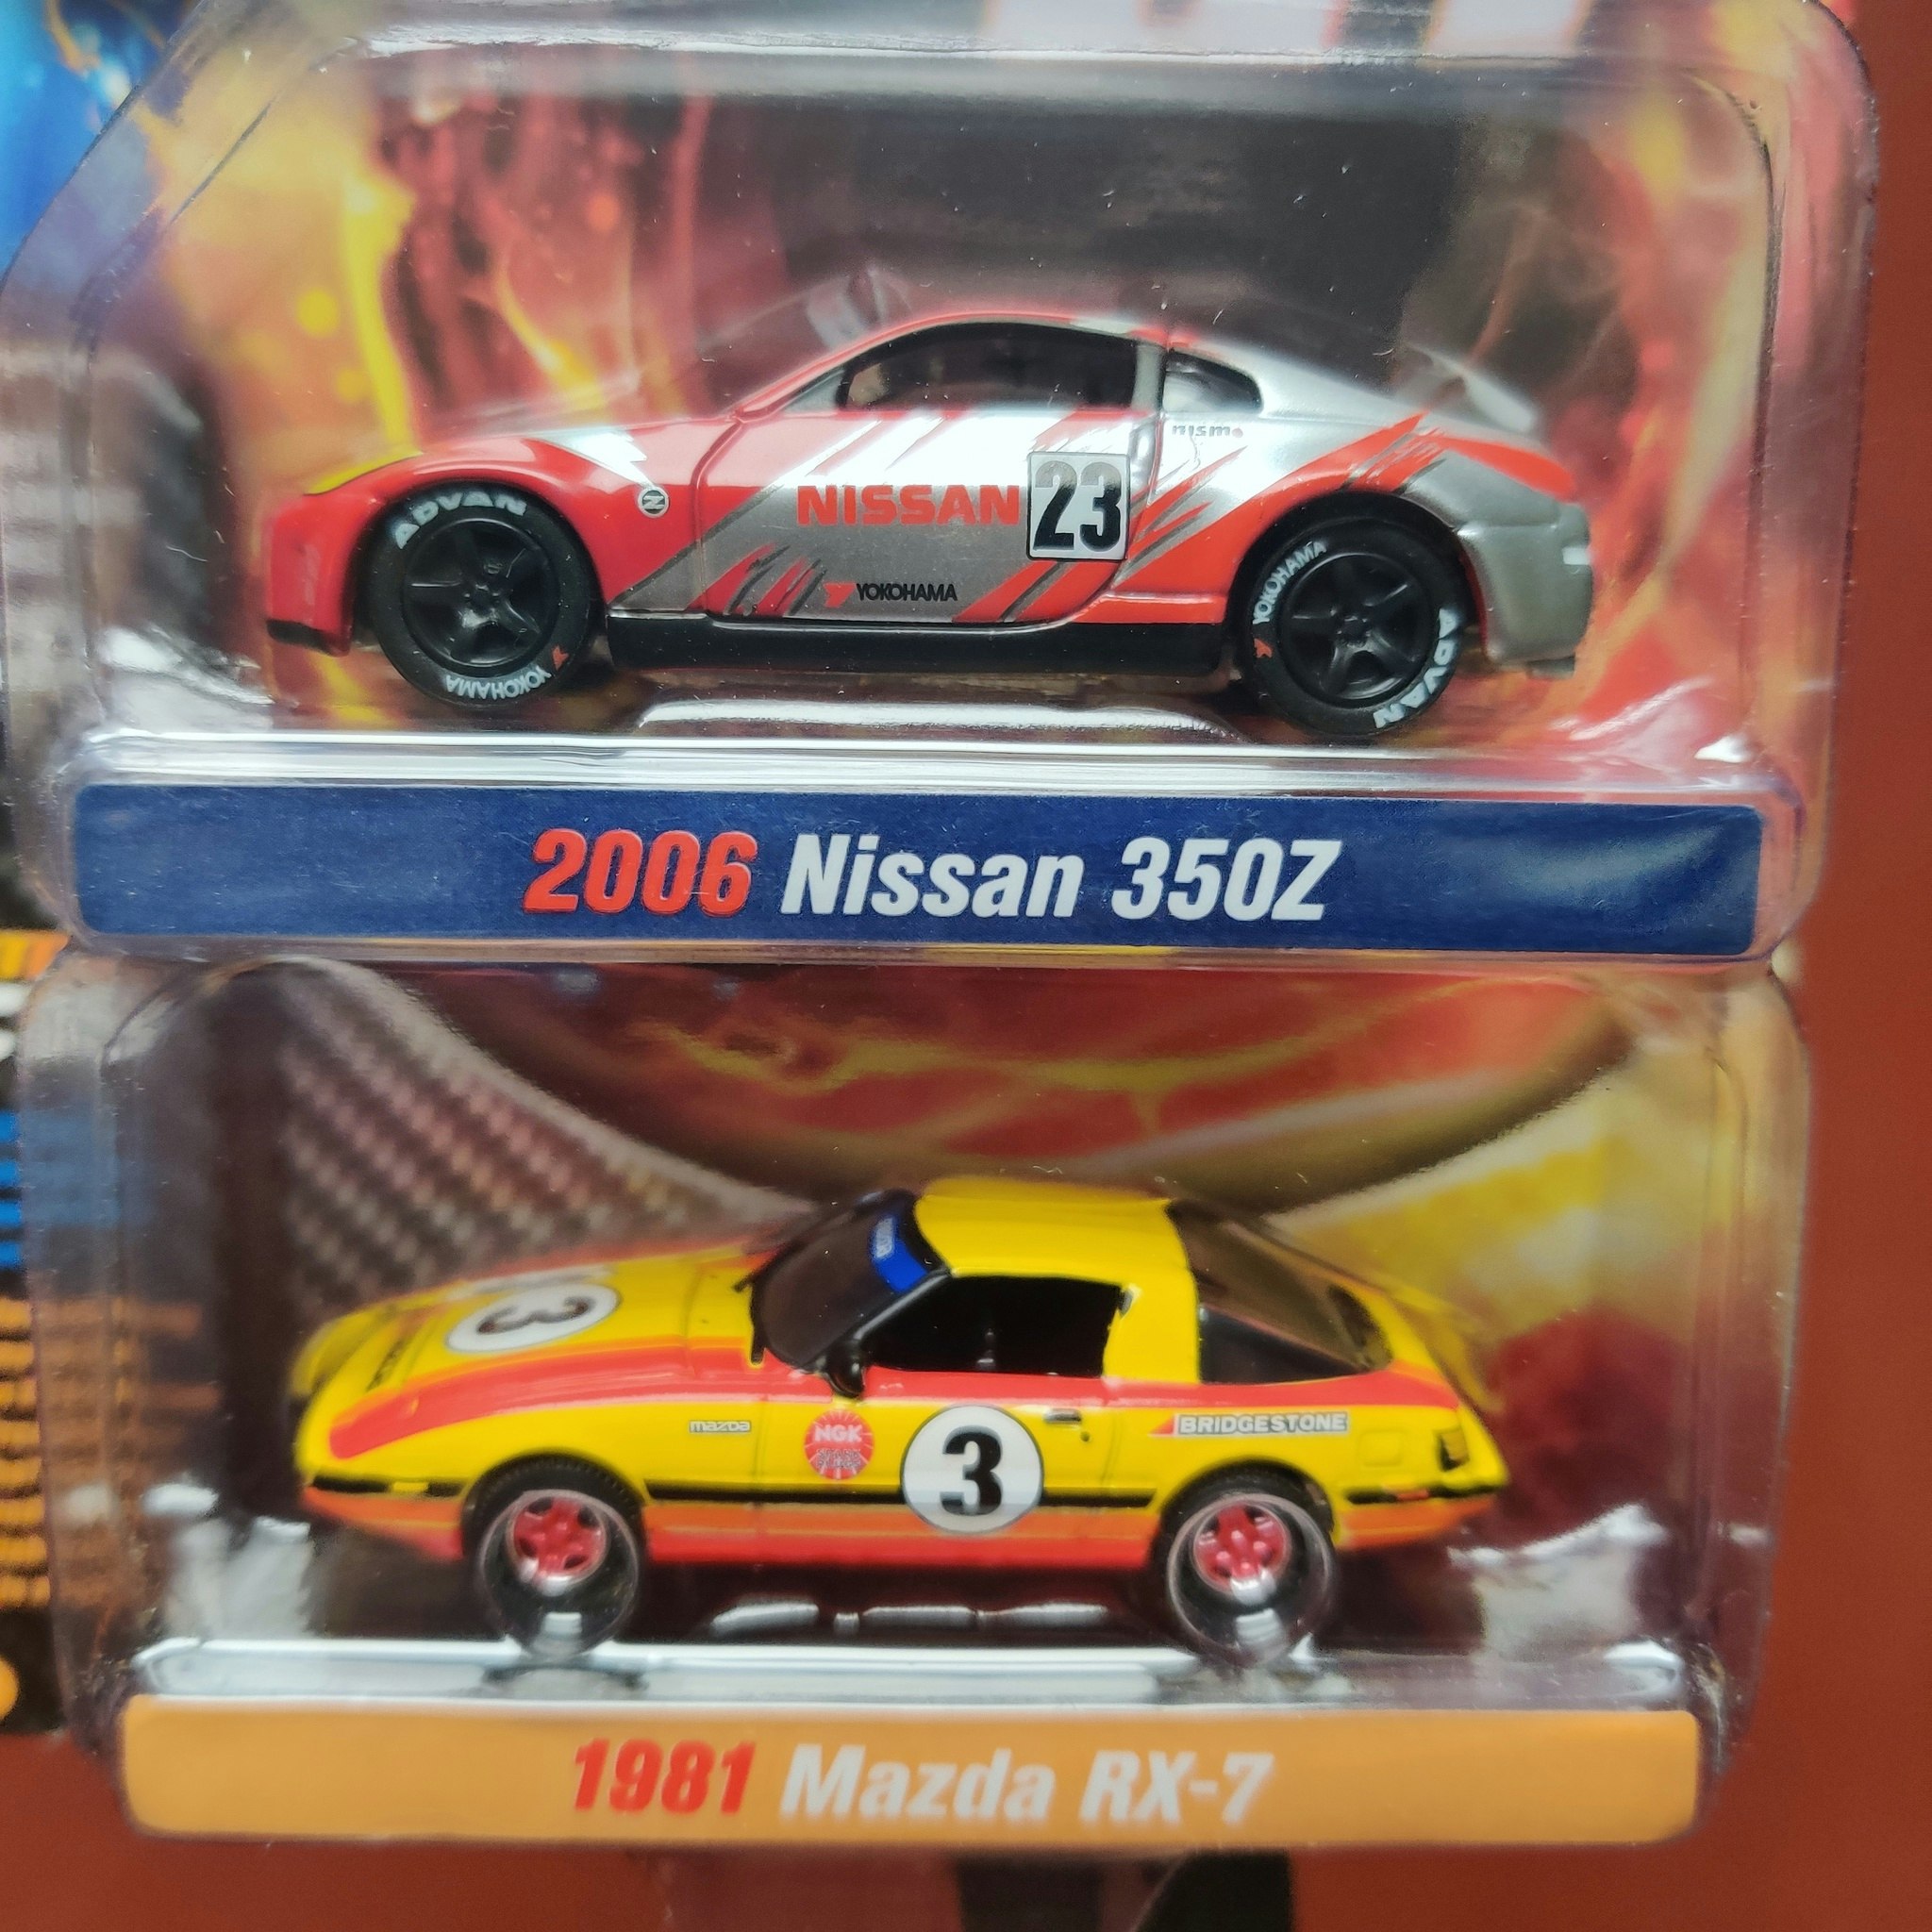 nismo
NISSAN 23
Z
YOKOHAMA
ADVAN
YOKOHAMA
YOKOHAMA
ADVAN
2006 Nissan 350Z
3
mazda
NGK
3
BRIDGESTONE
1981 Mazda RX-7